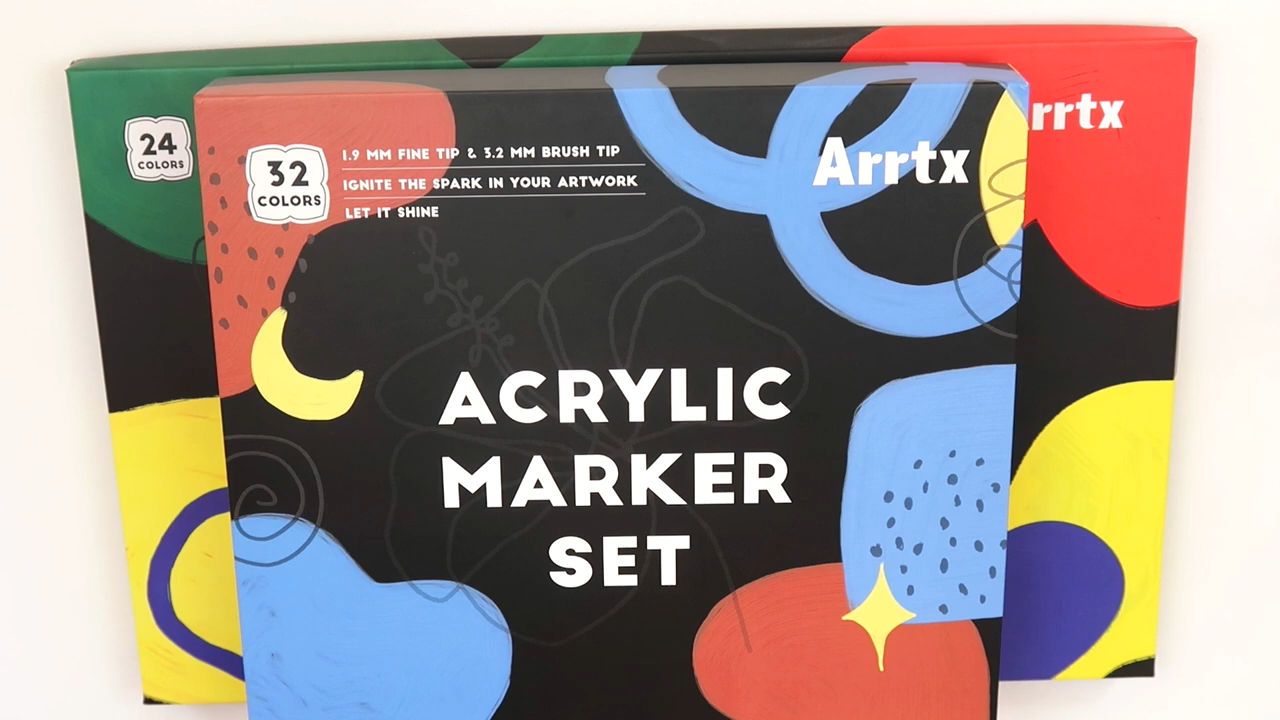 24
COLORS
32
COLORS
1.9 MM FINE TIP & 3.2 MM BRUSH TIP
IGNITE THE SPARK IN YOUR ARTWORK
LET IT SHINE
Arrtx
rrtx
ACRYLIC
MARKER
SET